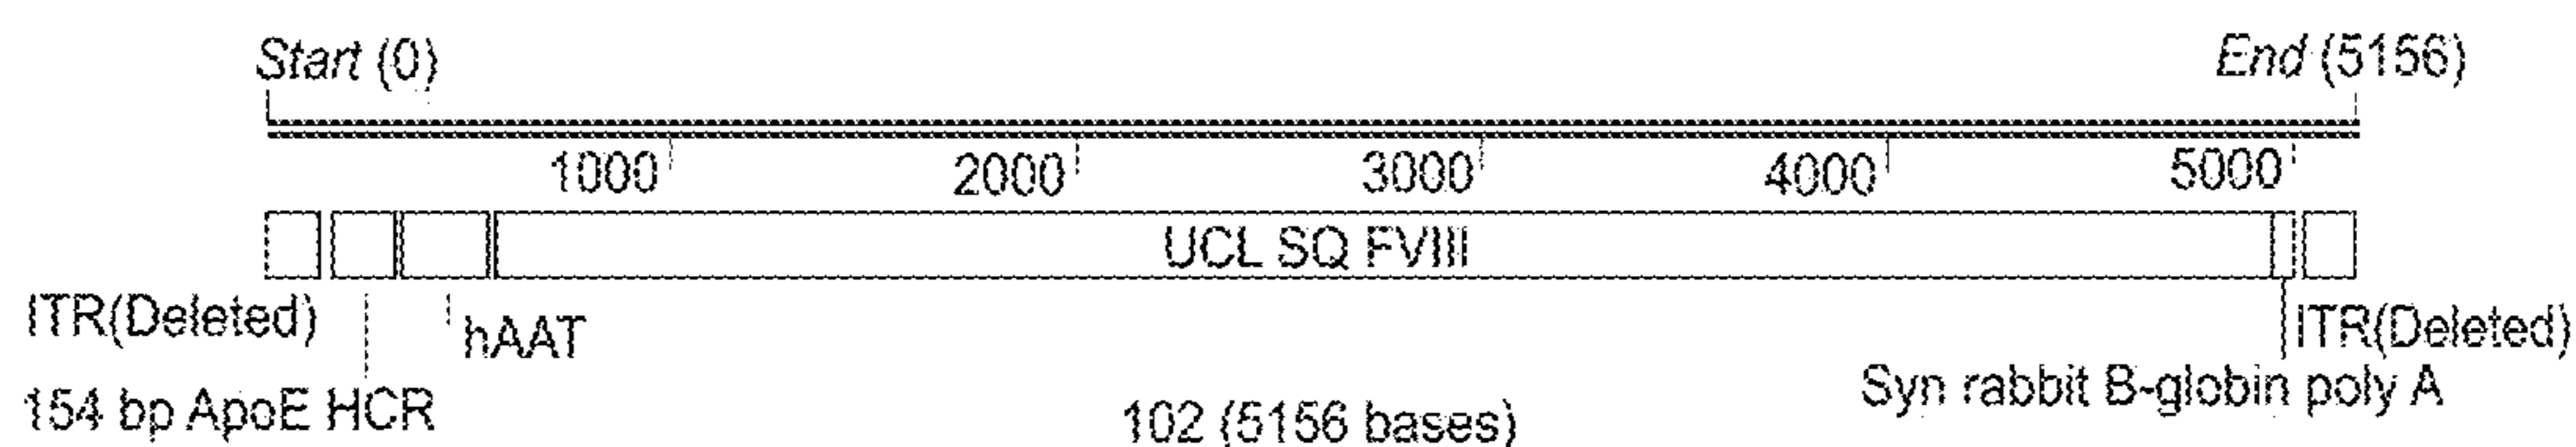 Start (0) End (5156)
1000 2000 3000 4000 5000
UCL SQ FVIII
ITR(Deleted) hAAT ITR(Deleted)
154 bp ApoE HCR 102 (5156 bases) Syn rabbit B-globin poly A